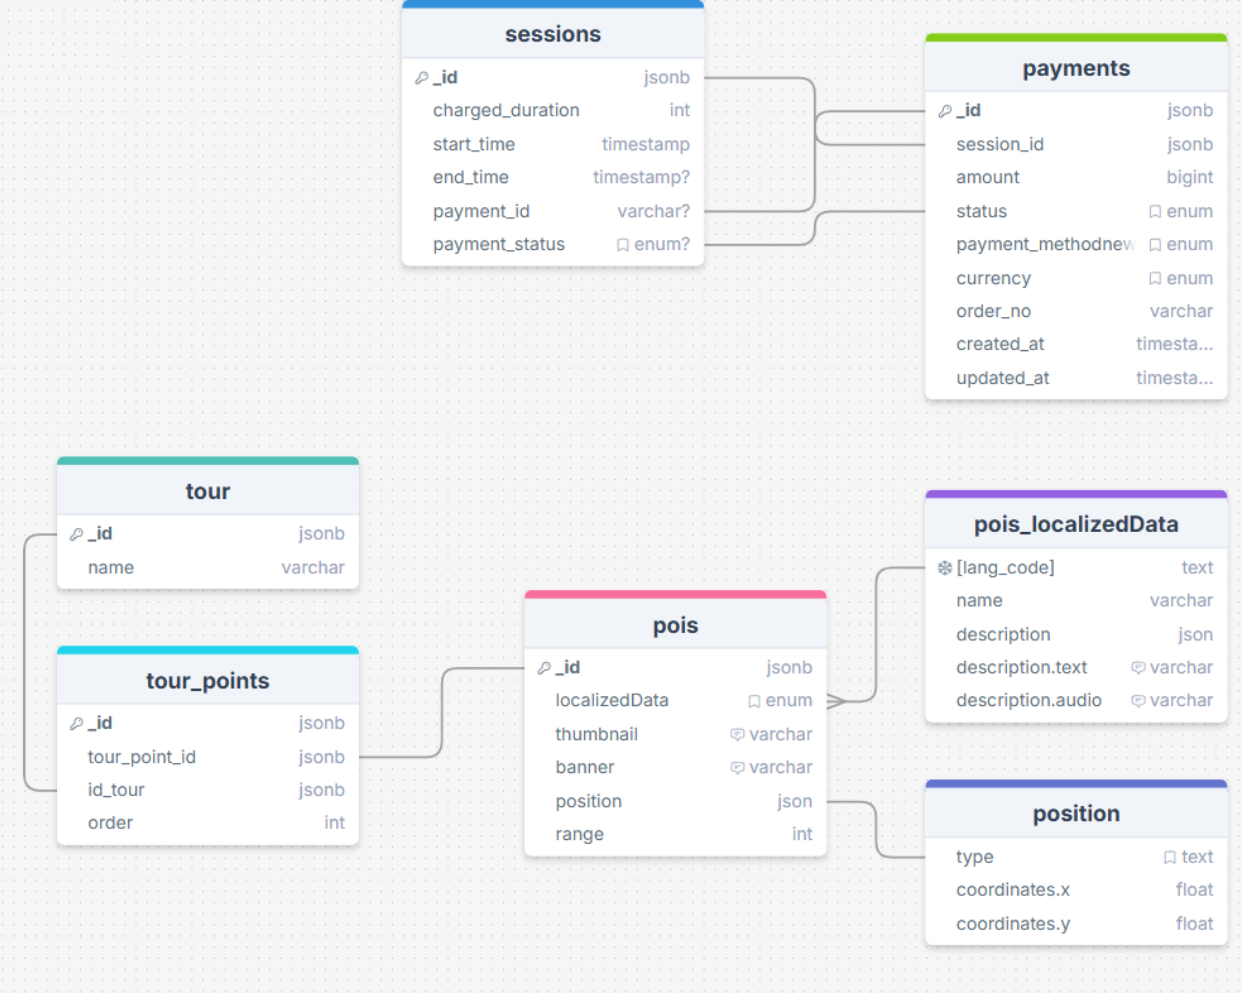 sessions
_id jsonb
charged_duration int
start_time timestamp
end_time timestamp?
payment_id varchar?
payment_status enum?
payments
_id jsonb
session_id jsonb
amount bigint
status enum
payment_methodnew enum
currency enum
order_no varchar
created_at timesta...
updated_at timesta...
tour
_id jsonb
name varchar
tour_points
_id jsonb
tour_point_id jsonb
id_tour jsonb
order int
pois
_id jsonb
localizedData enum
thumbnail varchar
banner varchar
position json
range int
pois_localizedData
[lang_code] text
name varchar
description json
description.text varchar
description.audio varchar
position
type text
coordinates.x float
coordinates.y float